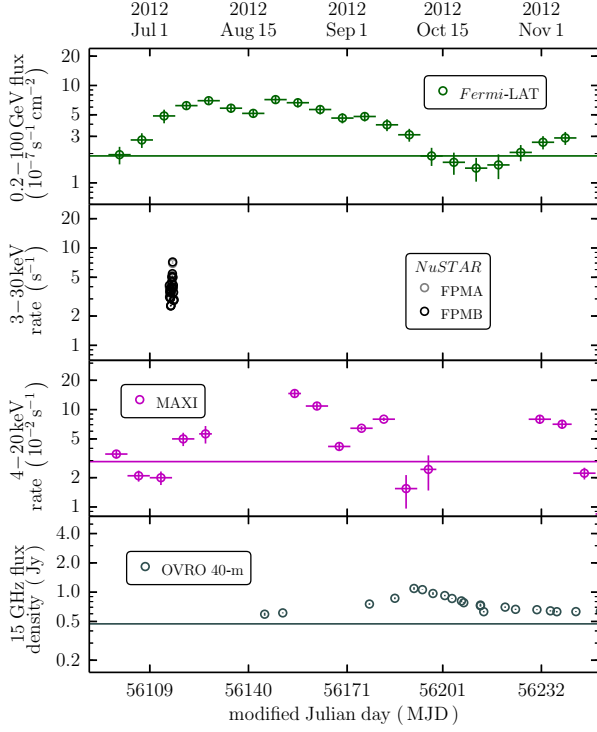 2012 2012 2012 2012 2012
Jul 1 Aug 15 Sep 1 Oct 15 Nov 1
0.2−100 GeV flux
(10⁻⁷ s⁻¹ cm⁻²)
20
10
5
3
2
1
Fermi-LAT
3−30 keV
rate (s⁻¹)
20
10
5
2
1
NuSTAR
FPMA
FPMB
4−20 keV
rate (10⁻² s⁻¹)
20
10
5
2
1
MAXI
15 GHz flux
density (Jy)
4.0
2.0
1.0
0.5
0.2
OVRO 40-m
56109 56140 56171 56201 56232
modified Julian day (MJD)